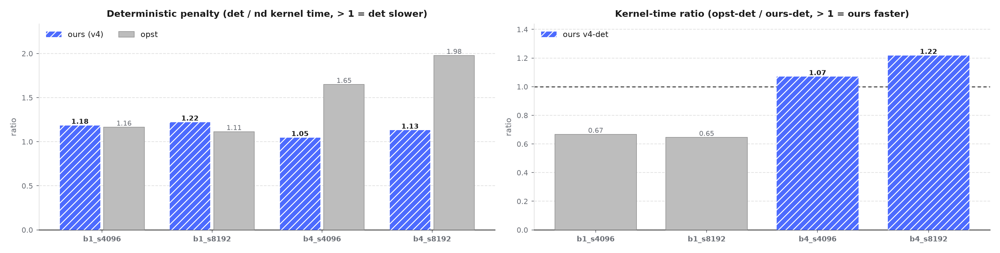 Deterministic penalty (det / nd kernel time, > 1 = det slower)
ours (v4) opst
ratio
2.0
1.5
1.0
0.5
0.0
1.18 1.16 1.22 1.11 1.05 1.65 1.13 1.98
b1_s4096 b1_s8192 b4_s4096 b4_s8192
Kernel-time ratio (opst-det / ours-det, > 1 = ours faster)
ours v4-det
ratio
1.4
1.2
1.0
0.8
0.6
0.4
0.2
0.0
0.67 0.65 1.07 1.22
b1_s4096 b1_s8192 b4_s4096 b4_s8192